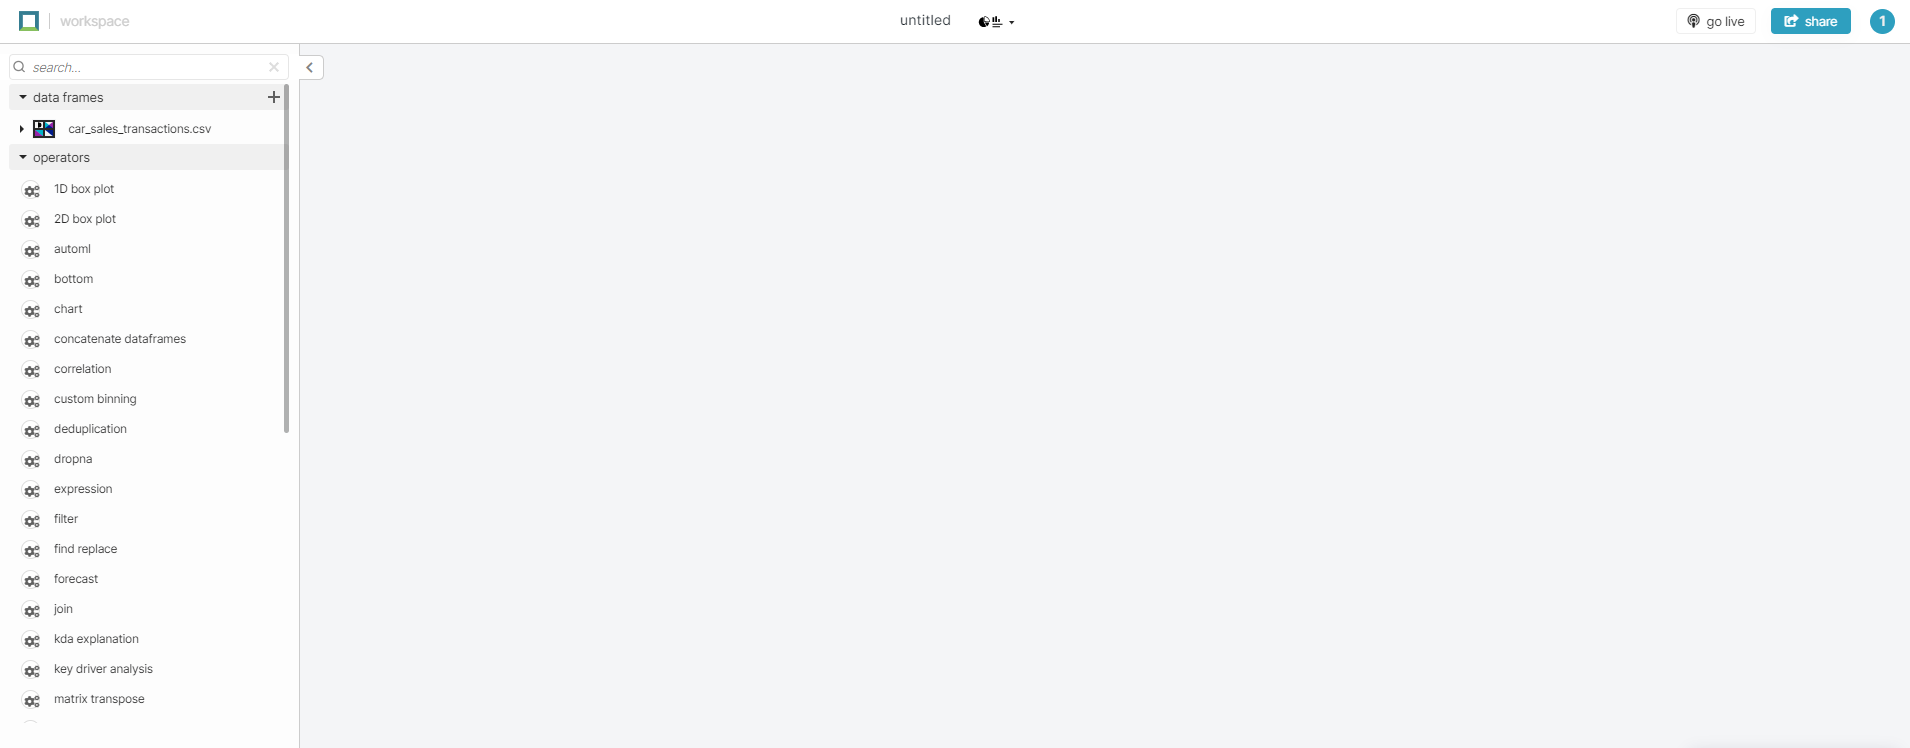 workspace
untitled
go live
share
1
search...
data frames
car_sales_transactions.csv
operators
1D box plot
2D box plot
automl
bottom
chart
concatenate dataframes
correlation
custom binning
deduplication
dropna
expression
filter
find replace
forecast
join
kda explanation
key driver analysis
matrix transpose